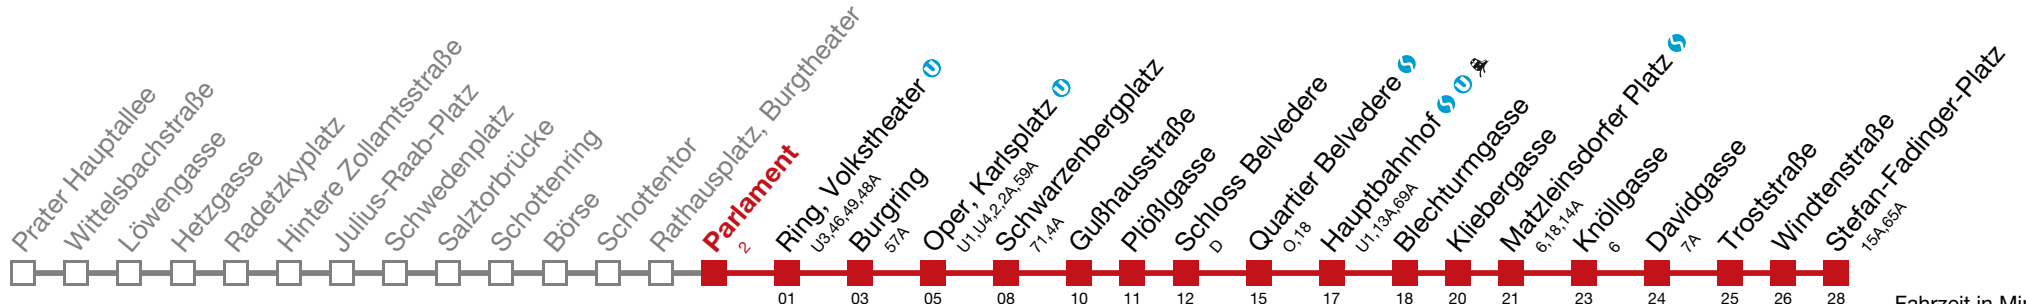 Prater Hauptallee
Wittelsbachstraße
Löwengasse
Hetzgasse
Radetzkyplatz
Hintere Zollamtsstraße
Julius-Raab-Platz
Schwedenplatz
Salztorbrücke
Schottenring
Börse
Schottentor
Rathausplatz, Burgtheater
Parlament
2
Ring, Volkstheater U
U3,46,49,48A
Burgring
57A
Oper, Karlsplatz U
U1,U4,2,2A,59A
Schwarzenbergplatz
71,4A
Gußhausstraße
Plößlgasse
Schloss Belvedere
D
Quartier Belvedere S
O,18
Hauptbahnhof S U
U1,13A,69A
Blechturmgasse
Kliebergasse
Matzleinsdorfer Platz S
6,18,14A
Knöllgasse
6
Davidgasse
7A
Troststraße
Windtenstraße
Stefan-Fadinger-Platz
15A,65A
01 03 05 08 10 11 12 15 17 18 20 21 23 24 25 26 28
Fahrzeit in